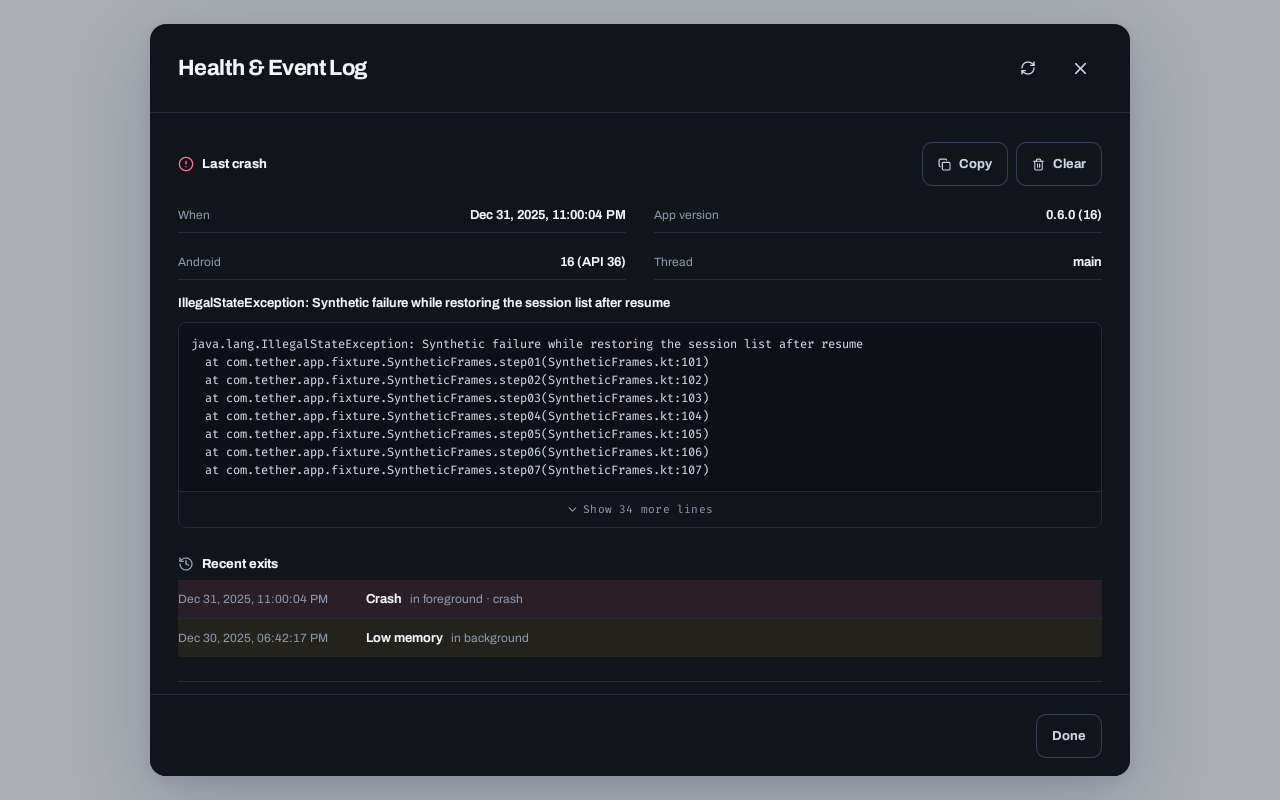 Health & Event Log
Last crash
Copy
Clear
When
Dec 31, 2025, 11:00:04 PM
App version
0.6.0 (16)
Android
16 (API 36)
Thread
main
IllegalStateException: Synthetic failure while restoring the session list after resume
java.lang.IllegalStateException: Synthetic failure while restoring the session list after resume
at com.tether.app.fixture.SyntheticFrames.step01(SyntheticFrames.kt:101)
at com.tether.app.fixture.SyntheticFrames.step02(SyntheticFrames.kt:102)
at com.tether.app.fixture.SyntheticFrames.step03(SyntheticFrames.kt:103)
at com.tether.app.fixture.SyntheticFrames.step04(SyntheticFrames.kt:104)
at com.tether.app.fixture.SyntheticFrames.step05(SyntheticFrames.kt:105)
at com.tether.app.fixture.SyntheticFrames.step06(SyntheticFrames.kt:106)
at com.tether.app.fixture.SyntheticFrames.step07(SyntheticFrames.kt:107)
Show 34 more lines
Recent exits
Dec 31, 2025, 11:00:04 PM Crash in foreground · crash
Dec 30, 2025, 06:42:17 PM Low memory in background
Done